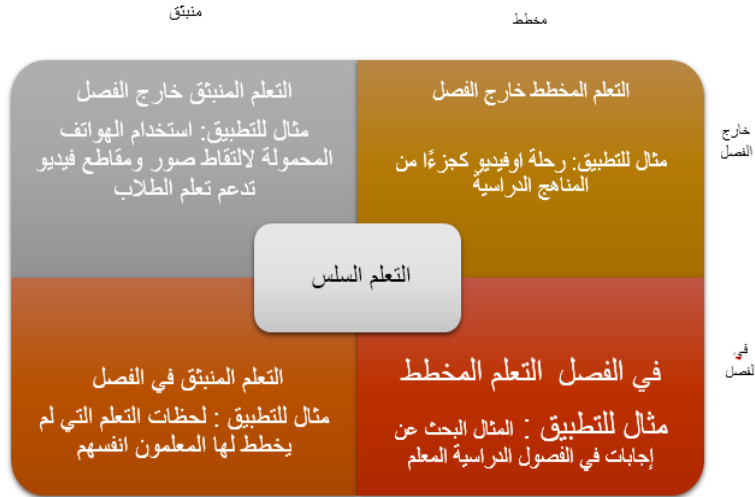 مخطط
منبثق
خارج
الفصل
التعلم المخطط خارج الفصل
مثال للتطبيق: رحلة اوفيديو كجزءًا من
المناهج الدراسية
التعلم المنبثق خارج الفصل
مثال للتطبيق: استخدام الهواتف
المحمولة لالتقاط صور ومقاطع فيديو
تدعم تعلم الطلاب
التعلم السلس
في
لفصل
في الفصل التعلم المخطط
مثال للتطبيق : المثال البحث عن
إجابات في الفصول الدراسية المعلم
التعلم المنبثق في الفصل
مثال للتطبيق : لحظات التعلم التي لم
يخطط لها المعلمون انفسهم